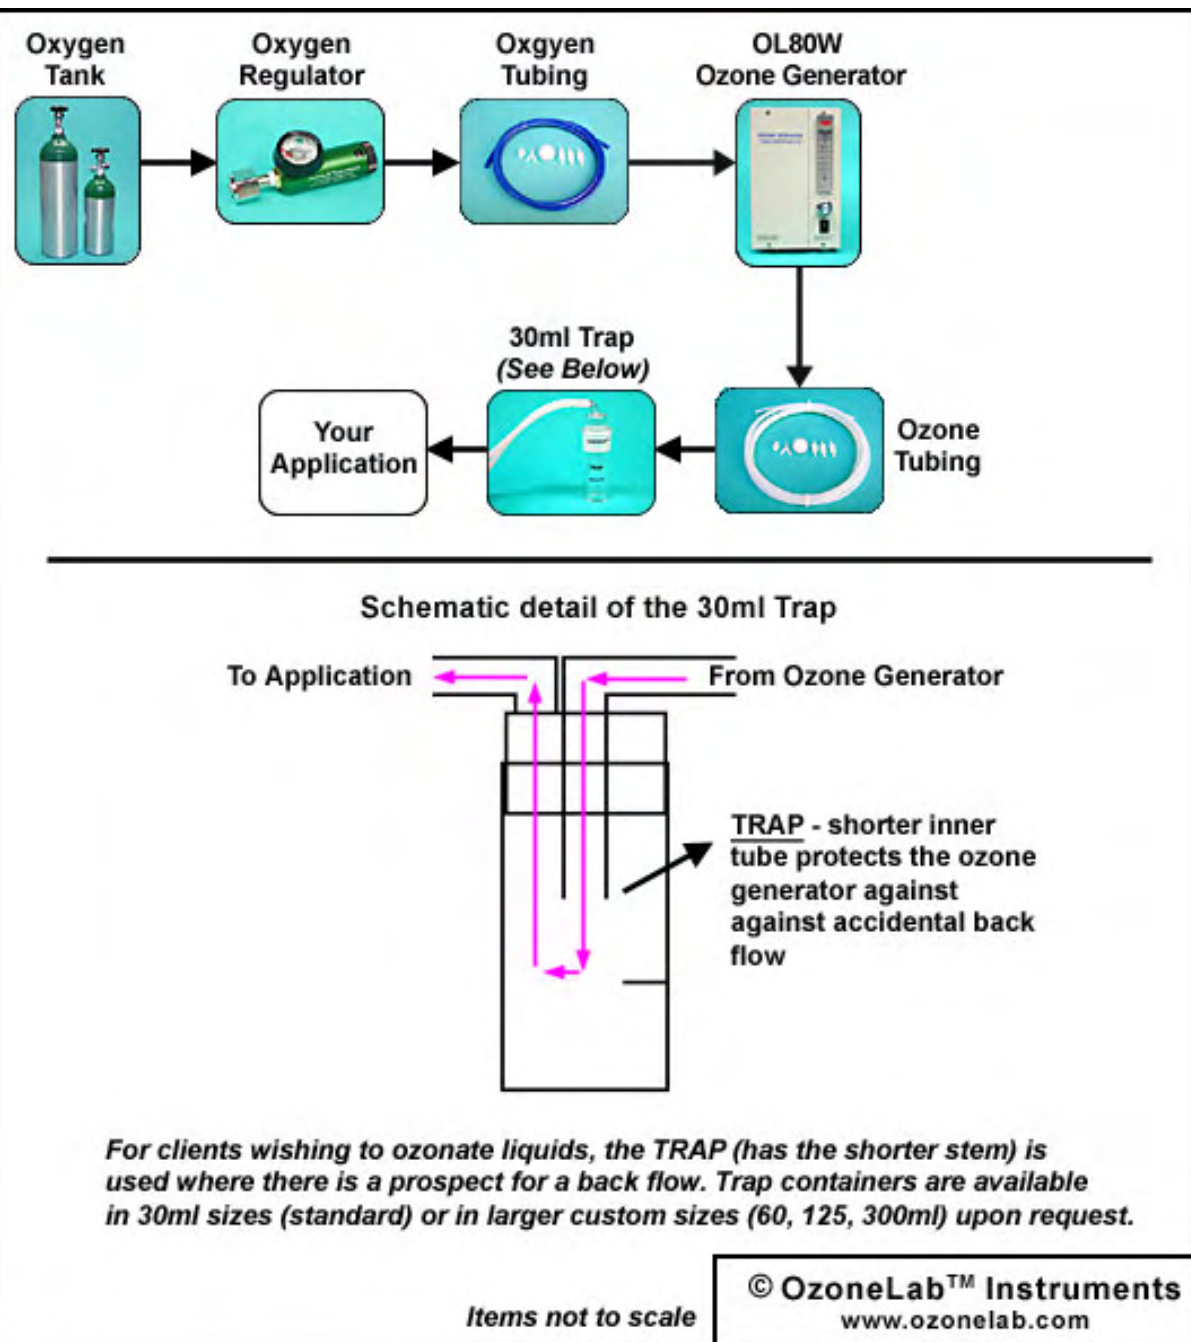 Oxygen
Tank
Oxygen
Regulator
Oxgyen
Tubing
OL80W
Ozone Generator
30ml Trap
(See Below)
Your
Application
Ozone
Tubing
Schematic detail of the 30ml Trap
To Application
From Ozone Generator
TRAP - shorter inner
tube protects the ozone
generator against
against accidental back
flow
For clients wishing to ozonate liquids, the TRAP (has the shorter stem) is
used where there is a prospect for a back flow. Trap containers are available
in 30ml sizes (standard) or in larger custom sizes (60, 125, 300ml) upon request.
Items not to scale
© OzoneLab™ Instruments
www.ozonelab.com